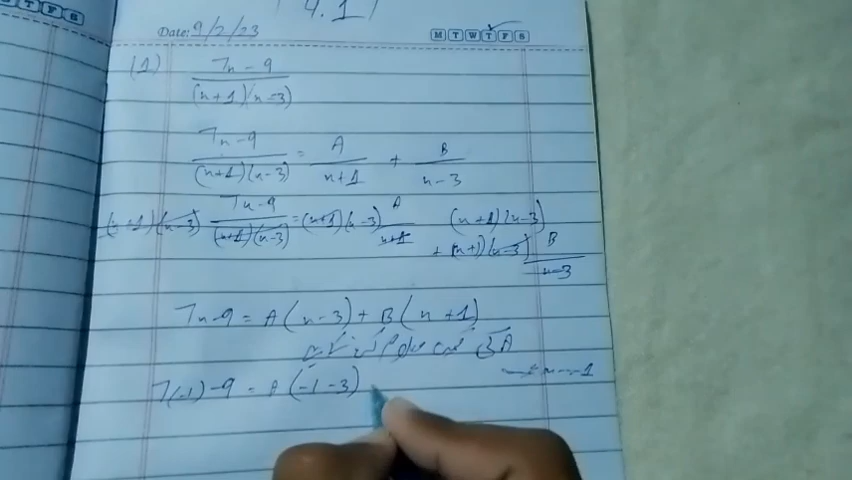 4.1
Date: 9/2/23 M T W T F S
(1) 7x - 9
(x+1)(x-3)
7x-9 / (x+1)(x-3) = A / x+1 + B / x-3
(x+1)(x-3) 7x-9 / (x+1)(x-3) = (x+1)(x-3) A / x+1 (x+1)(x-3)
+ (x+1)(x-3) B / x-3
7x-9 = A(x-3) + B(x+1)
A
x = -1
7(-1) - 9 = A(-1-3)